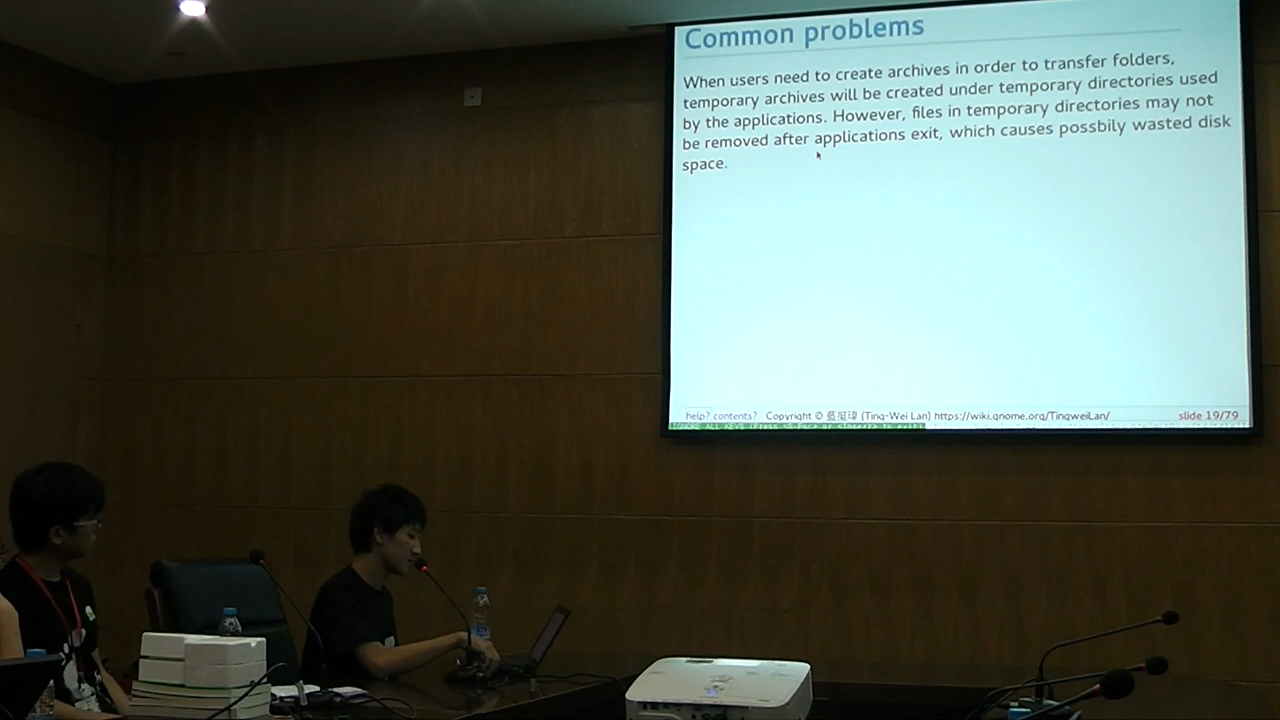 Common problems
When users need to create archives in order to transfer folders,
temporary archives will be created under temporary directories used
by the applications. However, files in temporary directories may not
be removed after applications exit, which causes possbily wasted disk
space.
help? contents? Copyright © 藍挺瑋 (Ting-Wei Lan) https://wiki.gnome.org/TingweiLan/ slide 19/79